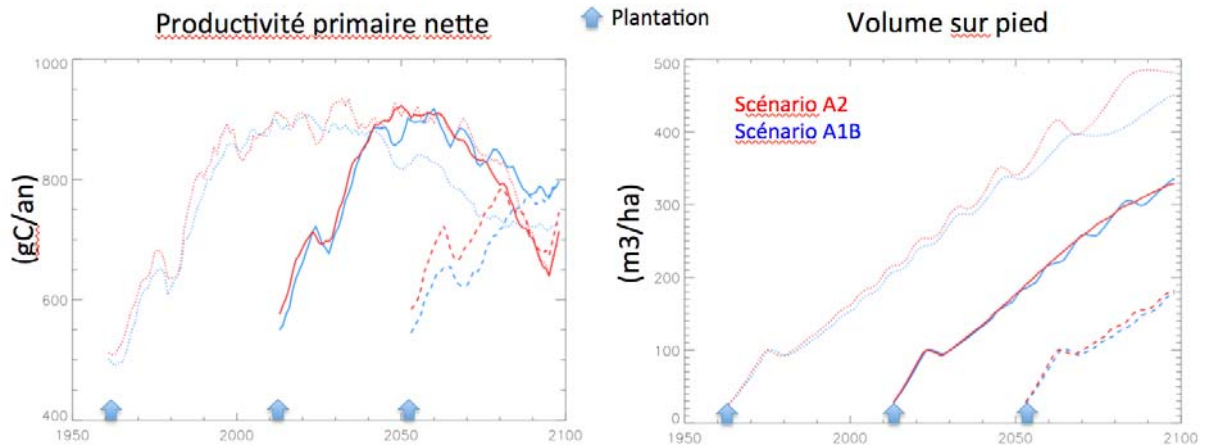 Productivité primaire nette
Plantation
Volume sur pied
(gC/an)
1000
800
600
400
1950
2000
2050
2100
(m3/ha)
500
400
300
200
100
0
1950
2000
2050
2100
Scénario A2
Scénario A1B